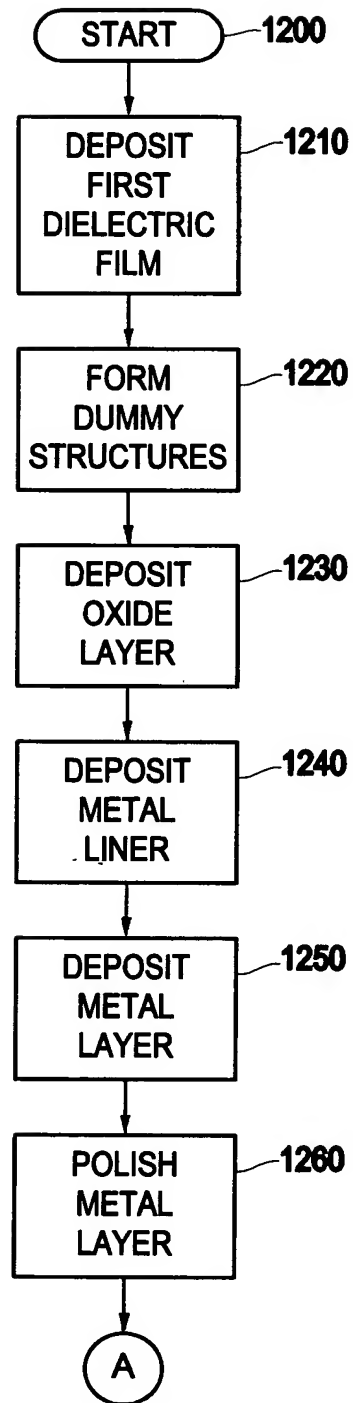 START 1200
DEPOSIT 1210
FIRST
DIELECTRIC
FILM
FORM 1220
DUMMY
STRUCTURES
DEPOSIT 1230
OXIDE
LAYER
DEPOSIT 1240
METAL
LINER
DEPOSIT 1250
METAL
LAYER
POLISH 1260
METAL
LAYER
A